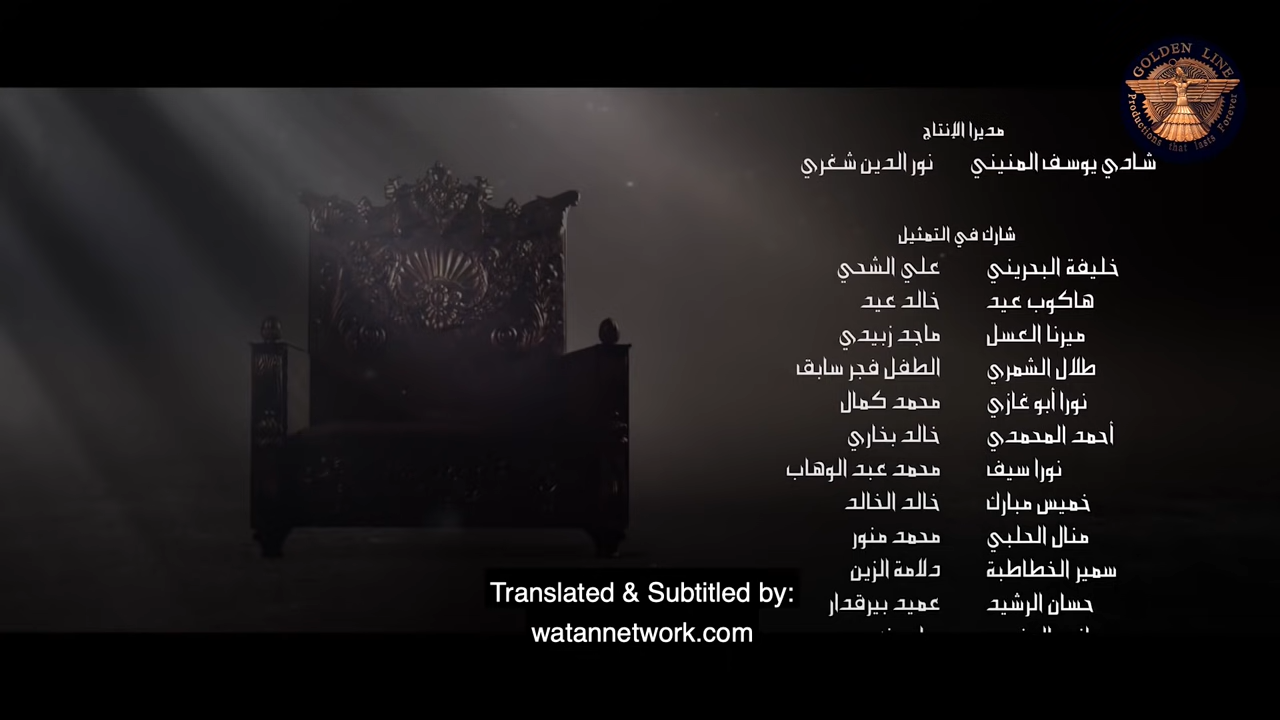 GOLDEN LINE
Productions that lasts Forever
مديرا الإنتاج
شادي يوسف المنيني نور الدين شغري
شارك في التمثيل
خليفة البحريني علي الشحي
هاكوب عيد خالد عيد
ميرنا العسل ماجد زبيدي
طلال الشمري الطفل فجر سابق
نورا أبو غازي محمد كمال
أحمد المحمدي خالد بخاري
نورا سيف محمد عبد الوهاب
خميس مبارك خالد الخالد
منال الحلبي محمد منور
سمير الخطاطبة دلامة الزين
حسان الرشيد عميد بيرقدار
Translated & Subtitled by:
watannetwork.com